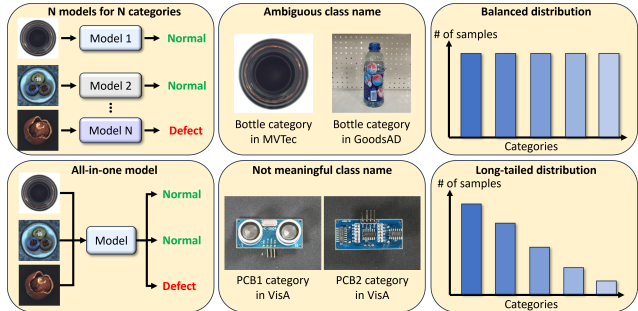 N models for N categories
Model 1
Normal
Model 2
Normal
Model N
Defect
Ambiguous class name
Bottle category
in MVTec
Bottle category
in GoodsAD
Balanced distribution
# of samples
Categories
All-in-one model
Normal
Model
Normal
Defect
Not meaningful class name
PCB1 category
in VisA
PCB2 category
in VisA
Long-tailed distribution
# of samples
Categories